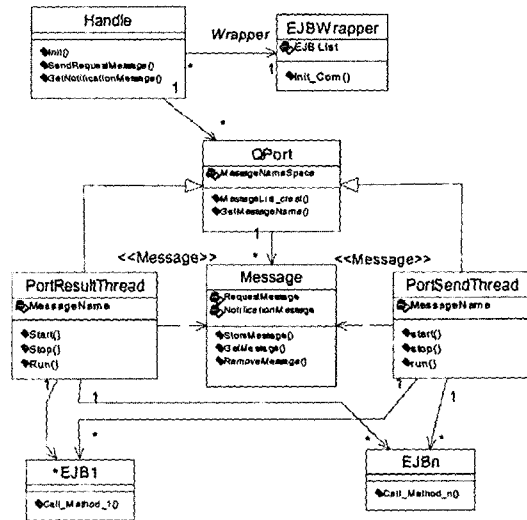 Handle
Init()
SendRequestMessage()
GetNotificationMessage()
Wrapper
EJBWrapper
EJBList
Init_Com()
*
1
1
*
QPort
MessageNameSpace
MessageList_creat()
GetMessageName()
1
*
<<Message>>
<<Message>>
PortResultThread
MessageName
Start()
Stop()
Run()
Message
RequestMessage
NotificationMessage
StoreMessage()
GetMessage()
RemoveMessage()
PortSendThread
MessageName
start()
stop()
run()
1
1
1
1
*
*
*
*EJB1
Call_Method_1()
EJBn
Call_Method_n()